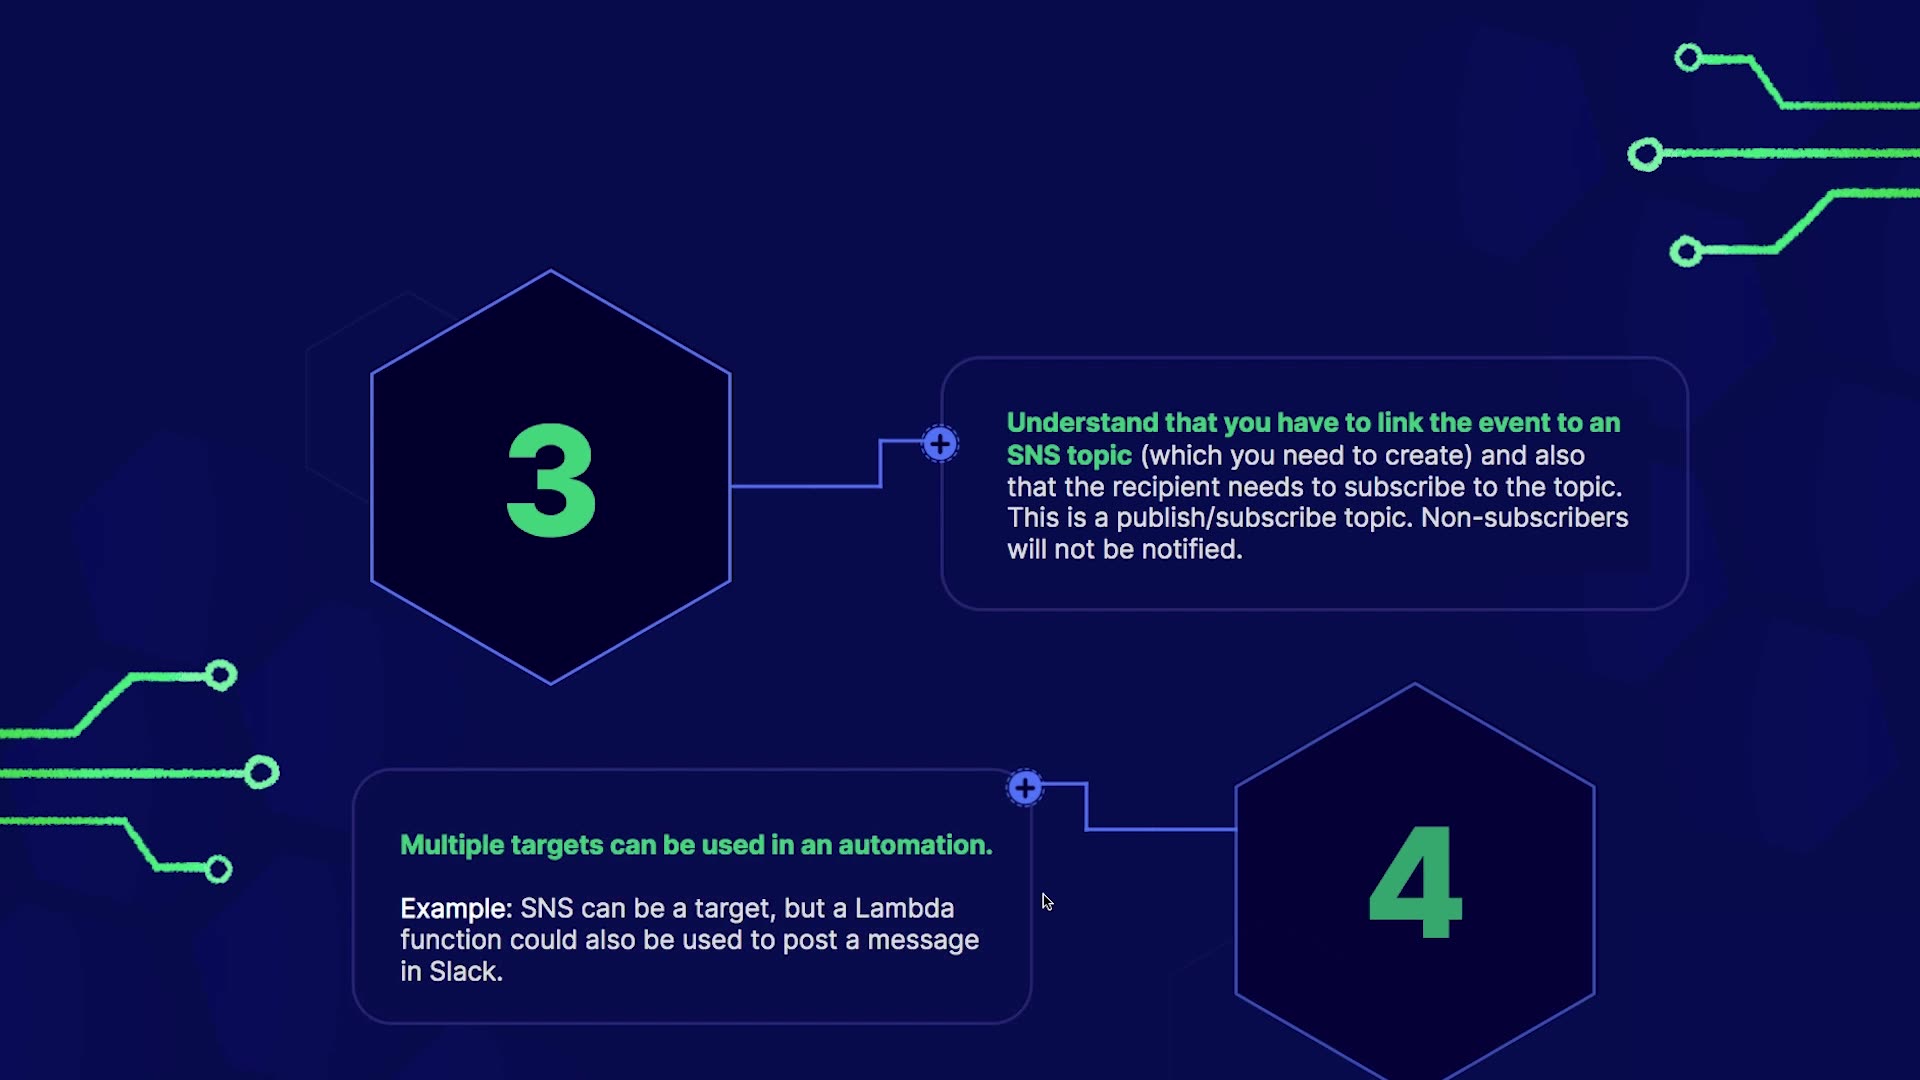 3
Understand that you have to link the event to an
SNS topic (which you need to create) and also
that the recipient needs to subscribe to the topic.
This is a publish/subscribe topic. Non-subscribers
will not be notified.
4
Multiple targets can be used in an automation.
Example: SNS can be a target, but a Lambda
function could also be used to post a message
in Slack.